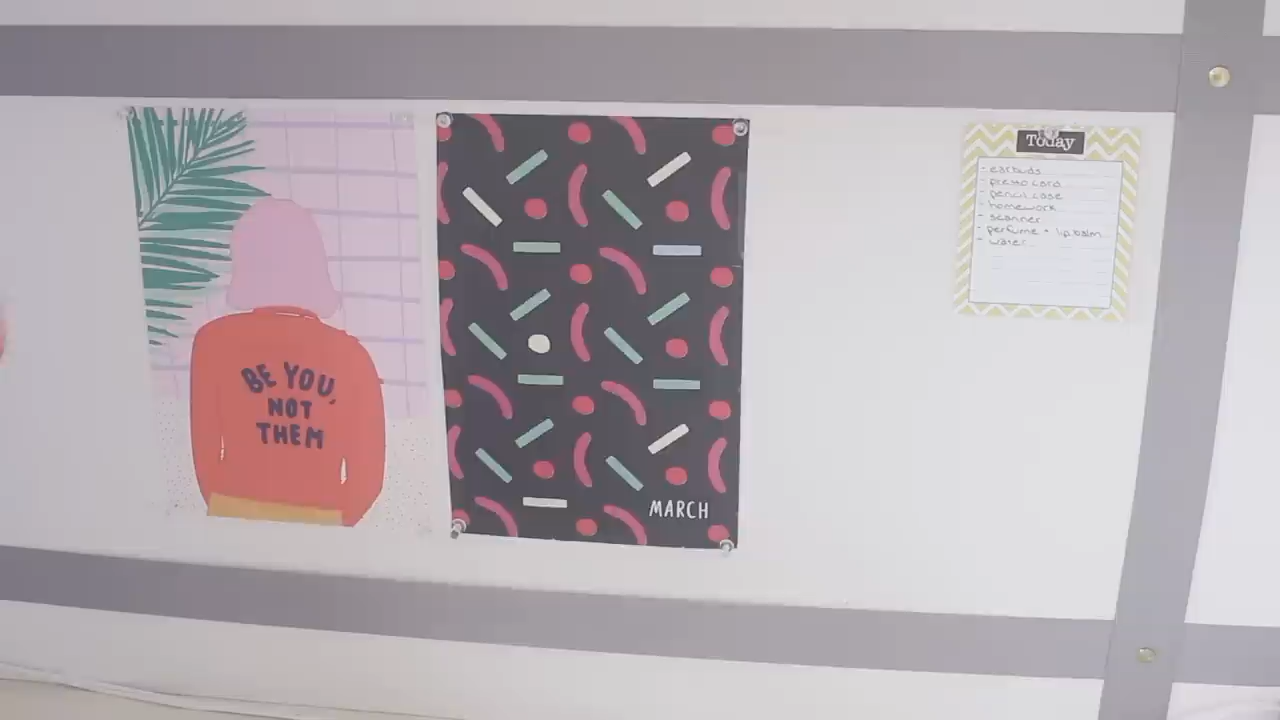 BE YOU,
NOT
THEM
MARCH
Today
- earbuds
- presto card
- pencil case
- homework
- scanner
- perfume + lip balm
- water